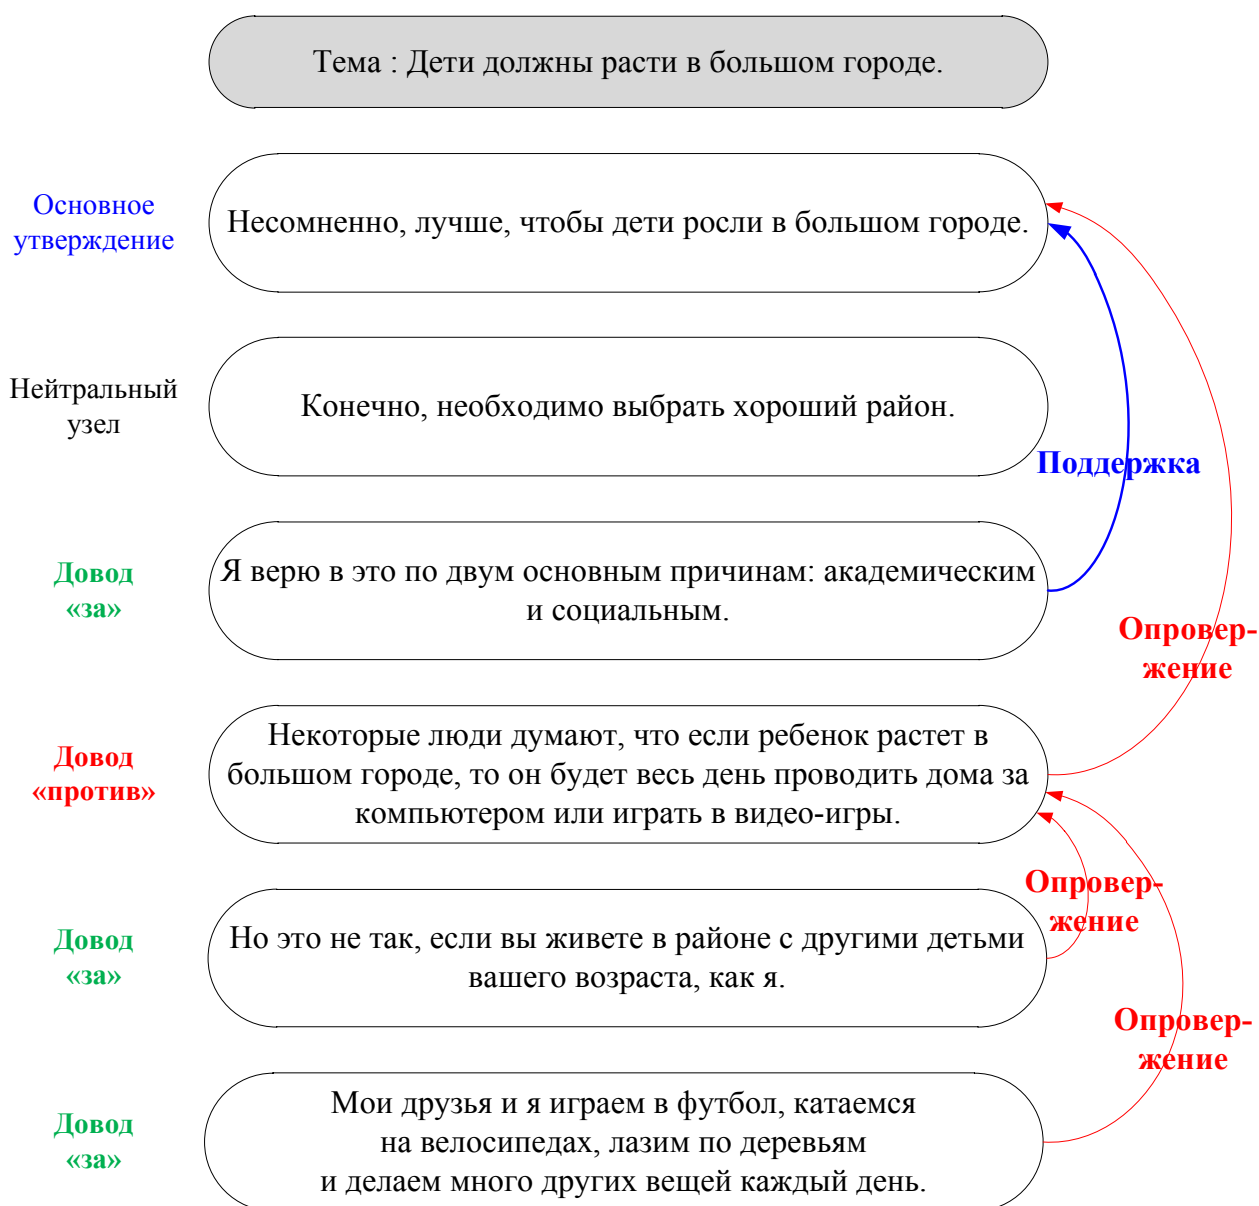 Тема : Дети должны расти в большом городе.
Основное
утверждение
Несомненно, лучше, чтобы дети росли в большом городе.
Нейтральный
узел
Конечно, необходимо выбрать хороший район.
Поддержка
Довод
«за»
Я верю в это по двум основным причинам: академическим
и социальным.
Опровер-
жение
Довод
«против»
Некоторые люди думают, что если ребенок растет в
большом городе, то он будет весь день проводить дома за
компьютером или играть в видео-игры.
Опровер-
жение
Довод
«за»
Но это не так, если вы живете в районе с другими детьми
вашего возраста, как я.
Опровер-
жение
Довод
«за»
Мои друзья и я играем в футбол, катаемся
на велосипедах, лазим по деревьям
и делаем много других вещей каждый день.